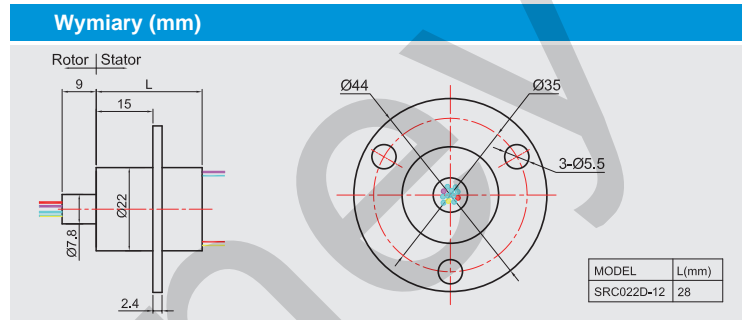 Wymiary (mm)
Rotor Stator
9 L
15
Ø22
Ø7.8
2.4
Ø44
Ø35
3-Ø5.5
MODEL L(mm)
SRC022D-12 28